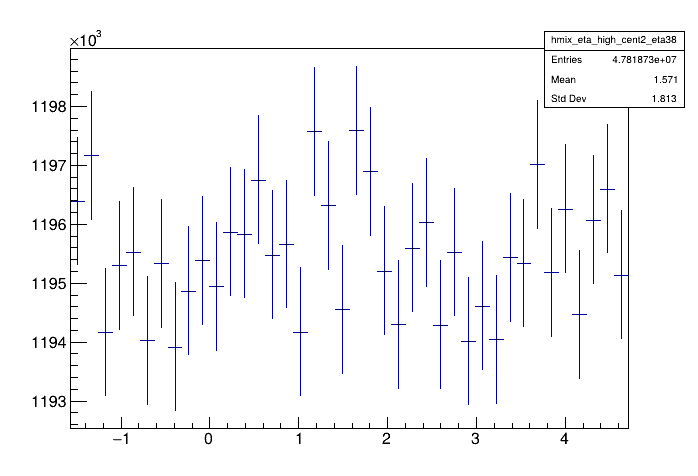 ×10³
hmix_eta_high_cent2_eta38
Entries 4.781873e+07
Mean 1.571
Std Dev 1.813
1198
1197
1196
1195
1194
1193
−1 0 1 2 3 4